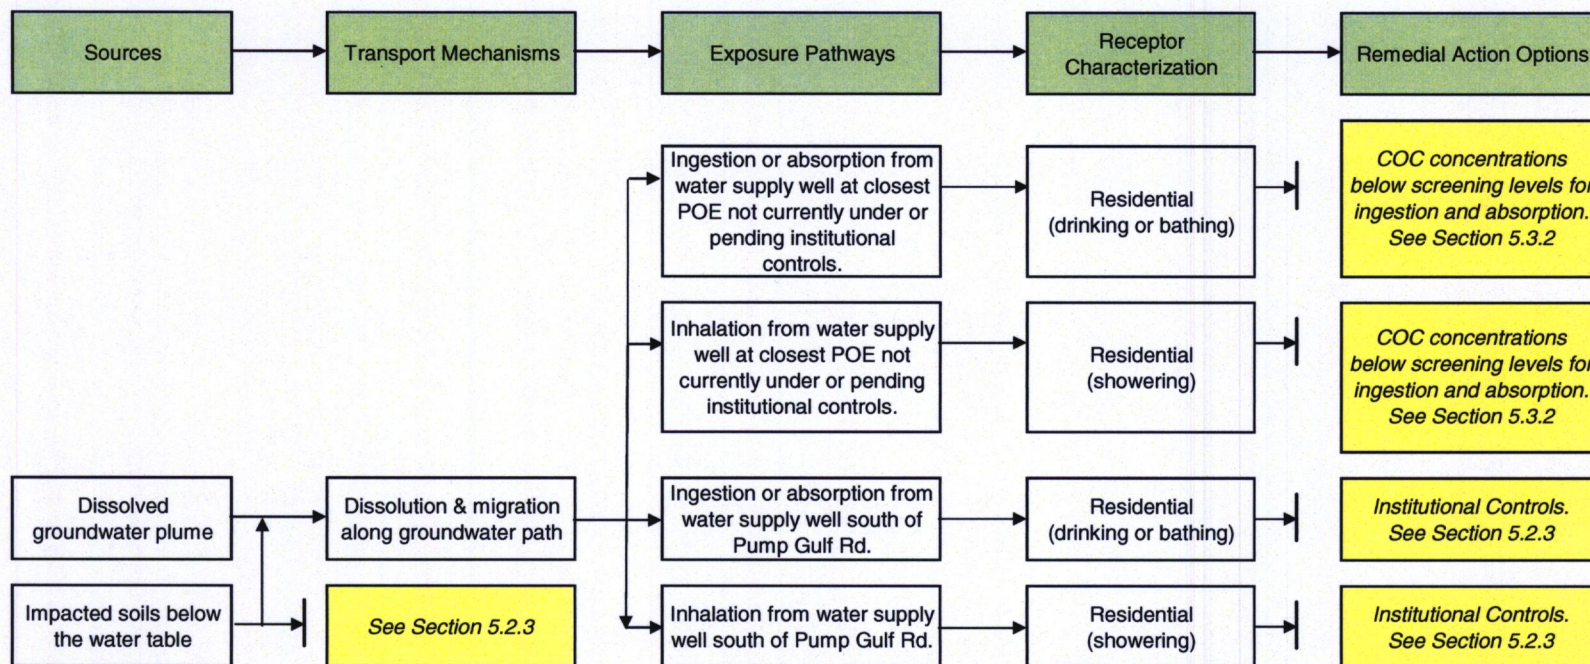 Sources
Transport Mechanisms
Exposure Pathways
Receptor
Characterization
Remedial Action Options
Ingestion or absorption from
water supply well at closest
POE not currently under or
pending institutional
controls.
Residential
(drinking or bathing)
COC concentrations
below screening levels for
ingestion and absorption.
See Section 5.3.2
Inhalation from water supply
well at closest POE not
currently under or pending
institutional controls.
Residential
(showering)
COC concentrations
below screening levels for
ingestion and absorption.
See Section 5.3.2
Dissolved
groundwater plume
Dissolution & migration
along groundwater path
Ingestion or absorption from
water supply well south of
Pump Gulf Rd.
Residential
(drinking or bathing)
Institutional Controls.
See Section 5.2.3
Impacted soils below
the water table
See Section 5.2.3
Inhalation from water supply
well south of Pump Gulf Rd.
Residential
(showering)
Institutional Controls.
See Section 5.2.3